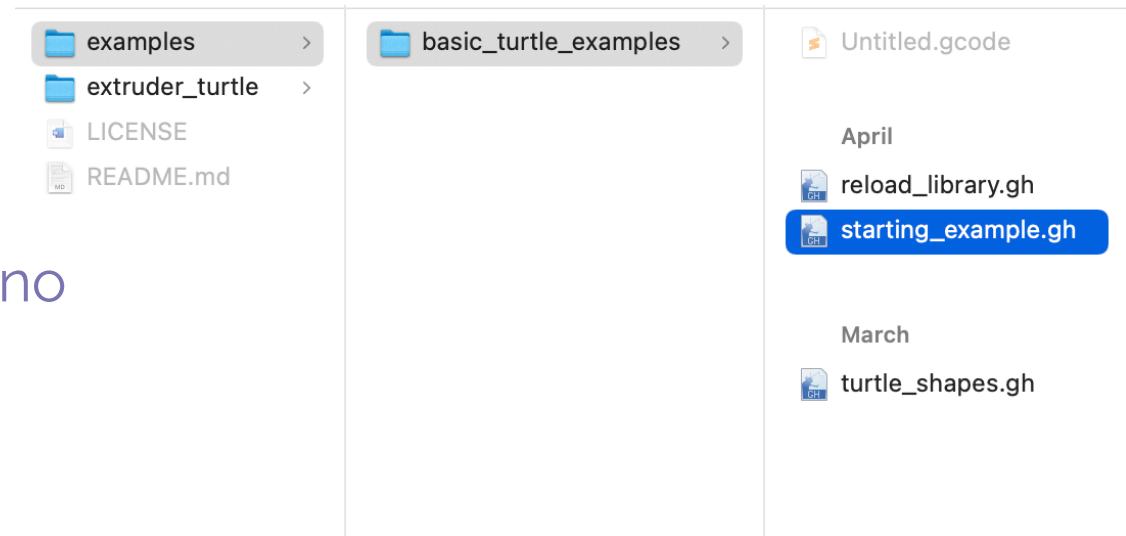 examples
extruder_turtle
LICENSE
README.md
no
basic_turtle_examples
Untitled.gcode
April
reload_library.gh
starting_example.gh
March
turtle_shapes.gh